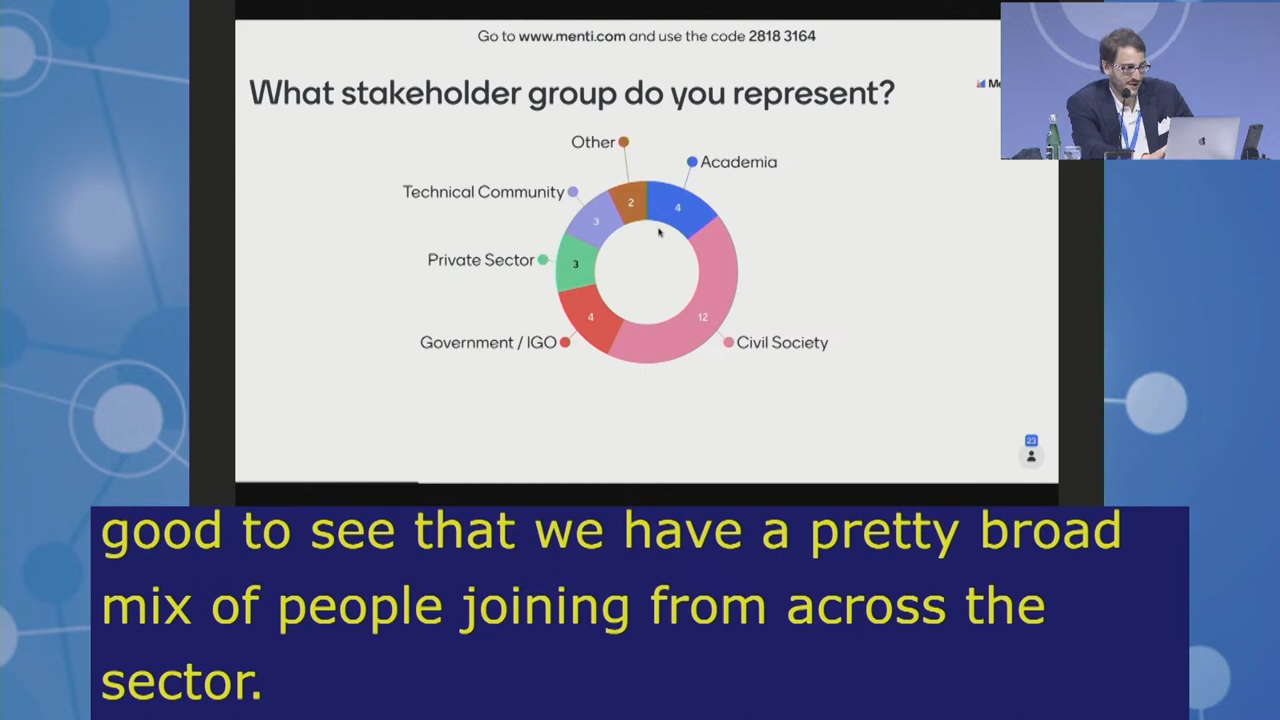 Go to www.menti.com and use the code 2818 3164
What stakeholder group do you represent?
Other
Academia
Technical Community
2
4
3
Private Sector
3
4
12
Government / IGO
Civil Society
23
good to see that we have a pretty broad
mix of people joining from across the
sector.